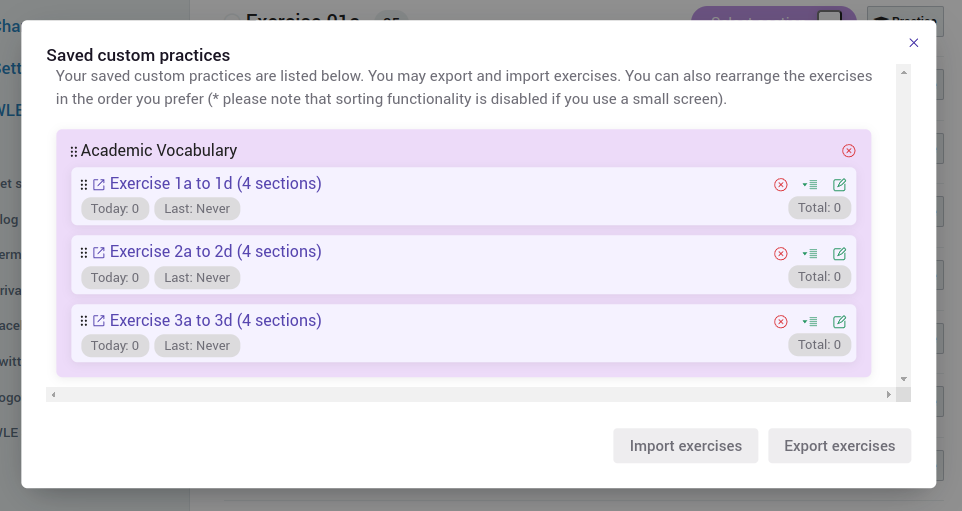 Exercise 01a
Saved custom practices
Your saved custom practices are listed below. You may export and import exercises. You can also rearrange the exercises
in the order you prefer (* please note that sorting functionality is disabled if you use a small screen).
Academic Vocabulary
Exercise 1a to 1d (4 sections)
Today: 0 Last: Never Total: 0
Exercise 2a to 2d (4 sections)
Today: 0 Last: Never Total: 0
Exercise 3a to 3d (4 sections)
Today: 0 Last: Never Total: 0
Import exercises Export exercises